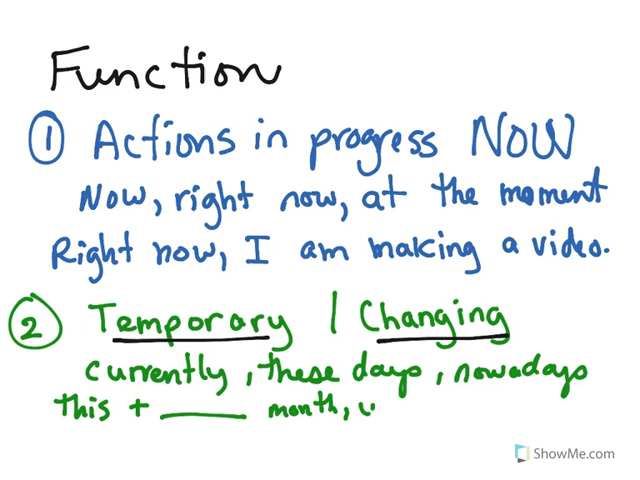 Function
① Actions in progress NOW
Now, right now, at the moment
Right now, I am making a video.
② Temporary | Changing
currently, these days, nowadays
this + ______ month,
ShowMe.com